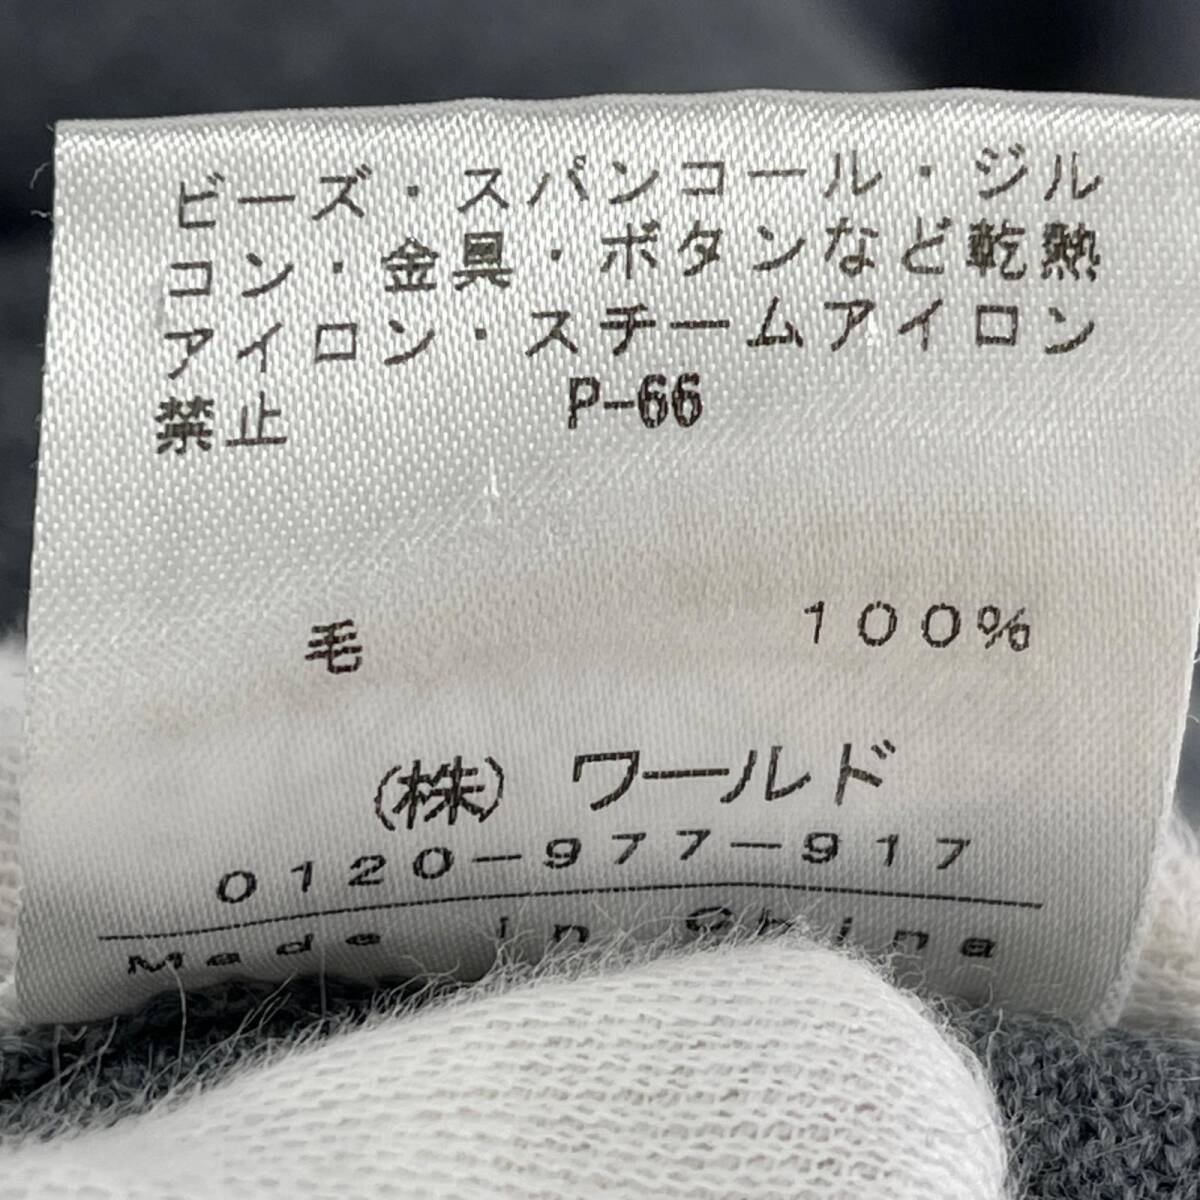 ビーズ・スパンコール・ジル
コン・金具・ボタンなど乾熱
アイロン・スチームアイロン
禁止 P-66
毛 100%
(株) ワールド
0120-977-917
Made in China